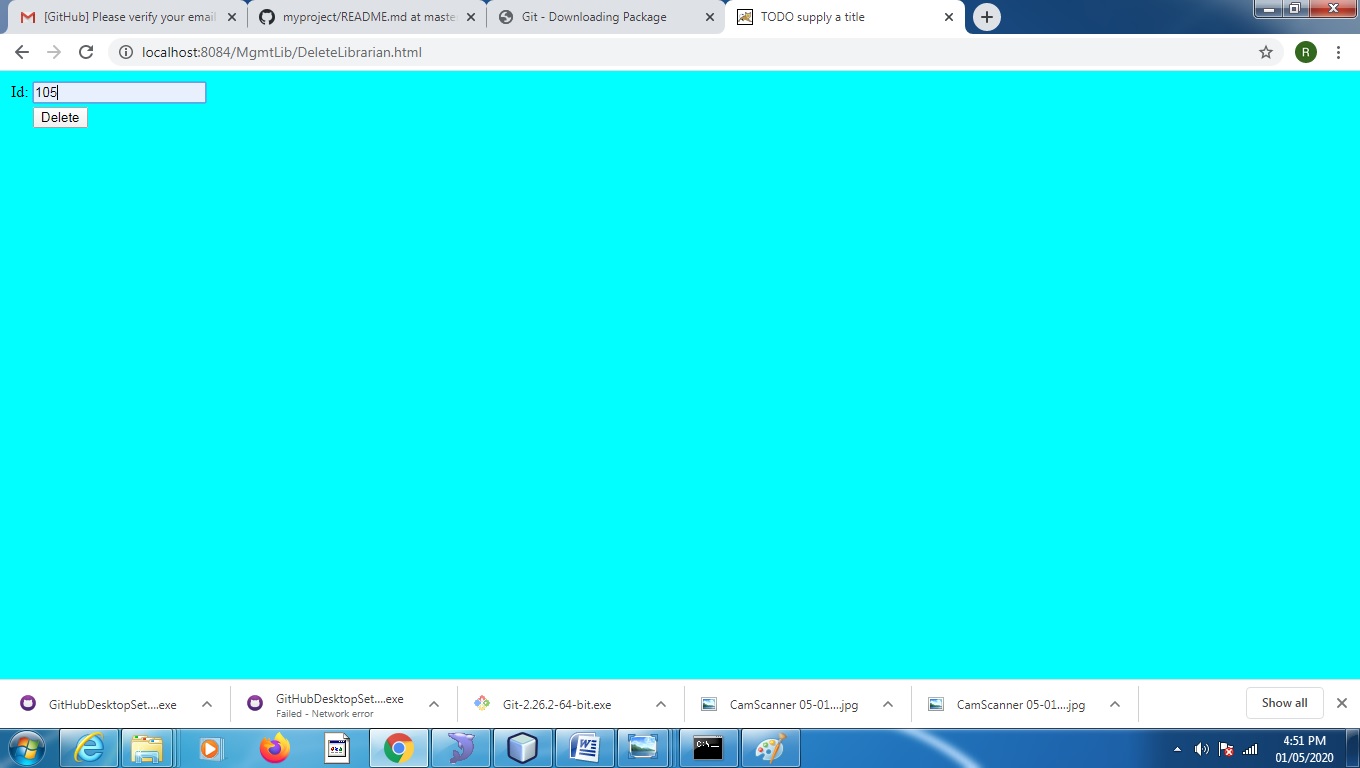 [GitHub] Please verify your email
myproject/README.md at maste
Git - Downloading Package
TODO supply a title
localhost:8084/MgmtLib/DeleteLibrarian.html
R
Id: 105
Delete
GitHubDesktopSet....exe
GitHubDesktopSet....exe
Failed - Network error
Git-2.26.2-64-bit.exe
CamScanner 05-01....jpg
CamScanner 05-01....jpg
Show all
4:51 PM
01/05/2020